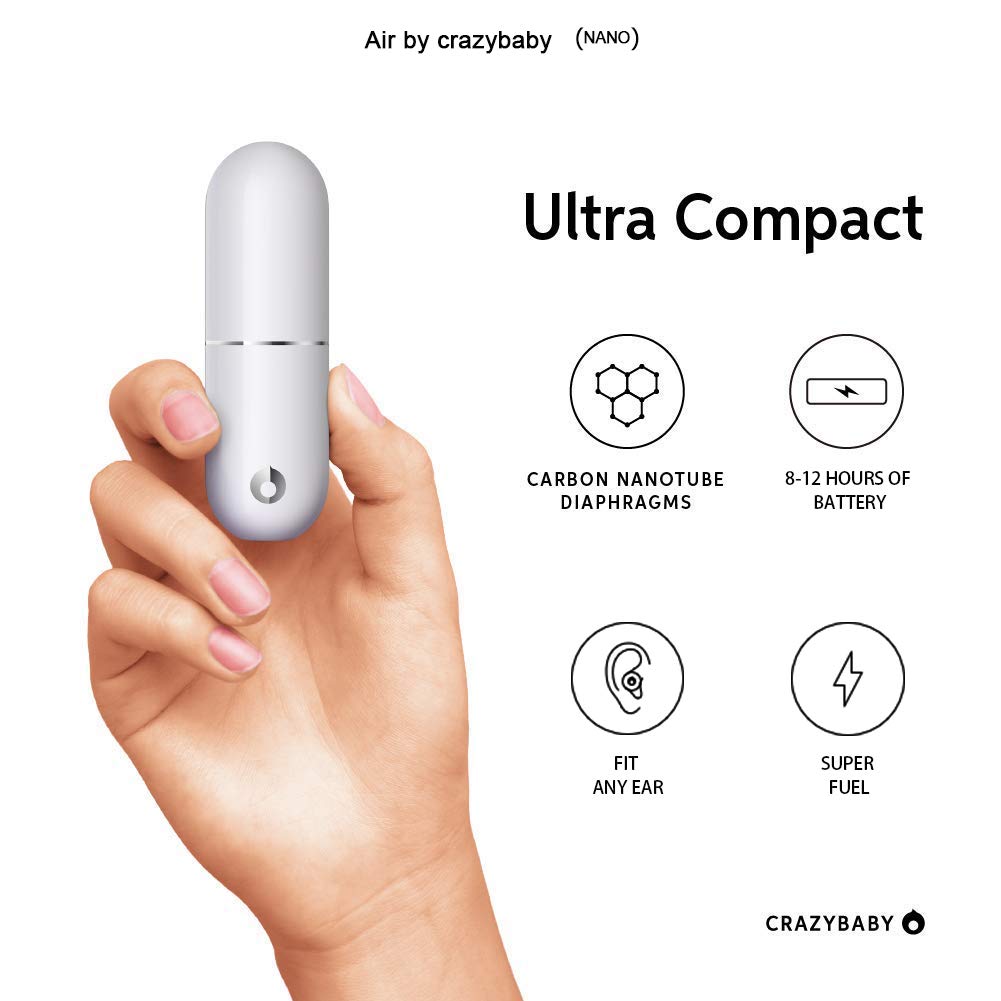 Air by crazybaby (NANO)
Ultra Compact
CARBON NANOTUBE
DIAPHRAGMS
8-12 HOURS OF
BATTERY
FIT
ANY EAR
SUPER
FUEL
CRAZYBABY